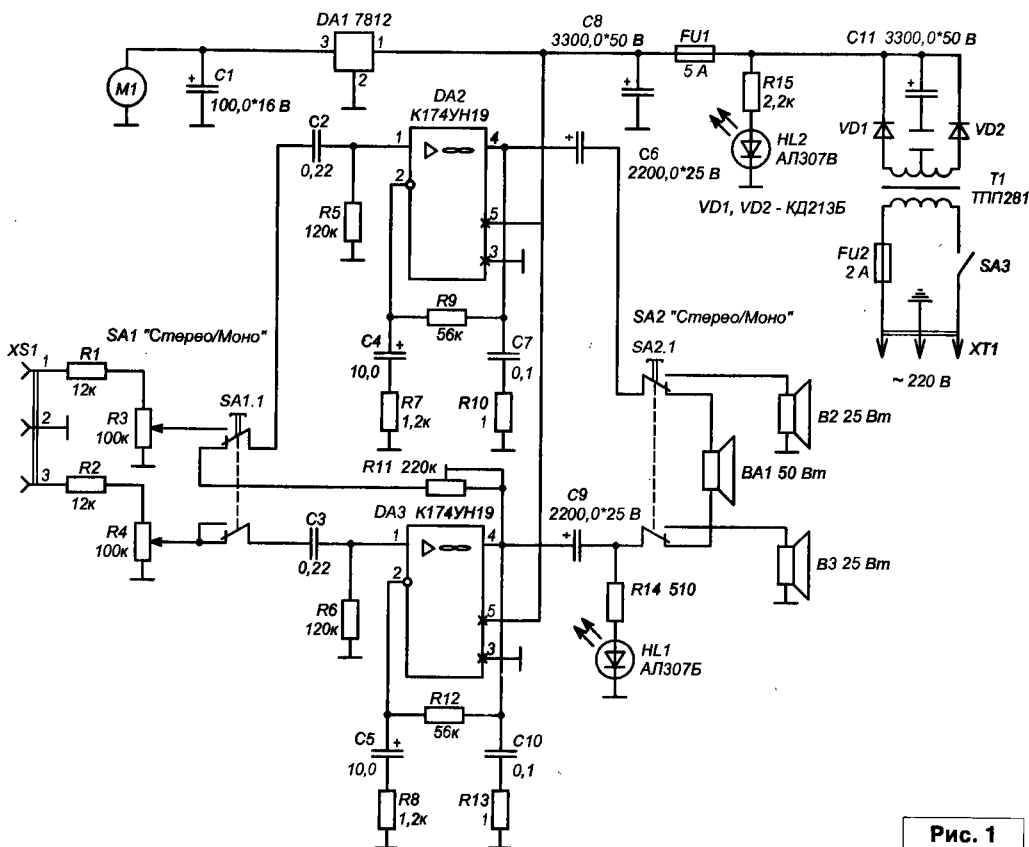 DA1 7812
3
1
2
M1
+
C1
100,0*16 В
C8
3300,0*50 В
+
FU1
5 А
C11 3300,0*50 В
+
R15
2,2к
HL2
АЛ307В
VD1
VD2
VD1, VD2 - КД213Б
T1
ТПП281
FU2
2 А
SA3
XT1
~ 220 В
DA2
К174УН19
C2
0,22
1
4
2
5
3
R5
120к
+
C6
2200,0*25 В
R9
56к
C4
+
10,0
C7
0,1
R7
1,2к
R10
1
SA1 "Стерео/Моно"
XS1
1
R1
12к
2
R3
100к
3
R2
12к
R4
100к
SA1.1
R11 220к
DA3
К174УН19
C3
0,22
1
4
2
5
3
R6
120к
C9
2200,0*25 В
+
R14 510
HL1
АЛ307Б
SA2 "Стерео/Моно"
SA2.1
В2 25 Вт
ВА1 50 Вт
В3 25 Вт
R12
56к
C5
+
10,0
C10
0,1
R8
1,2к
R13
1
Рис. 1